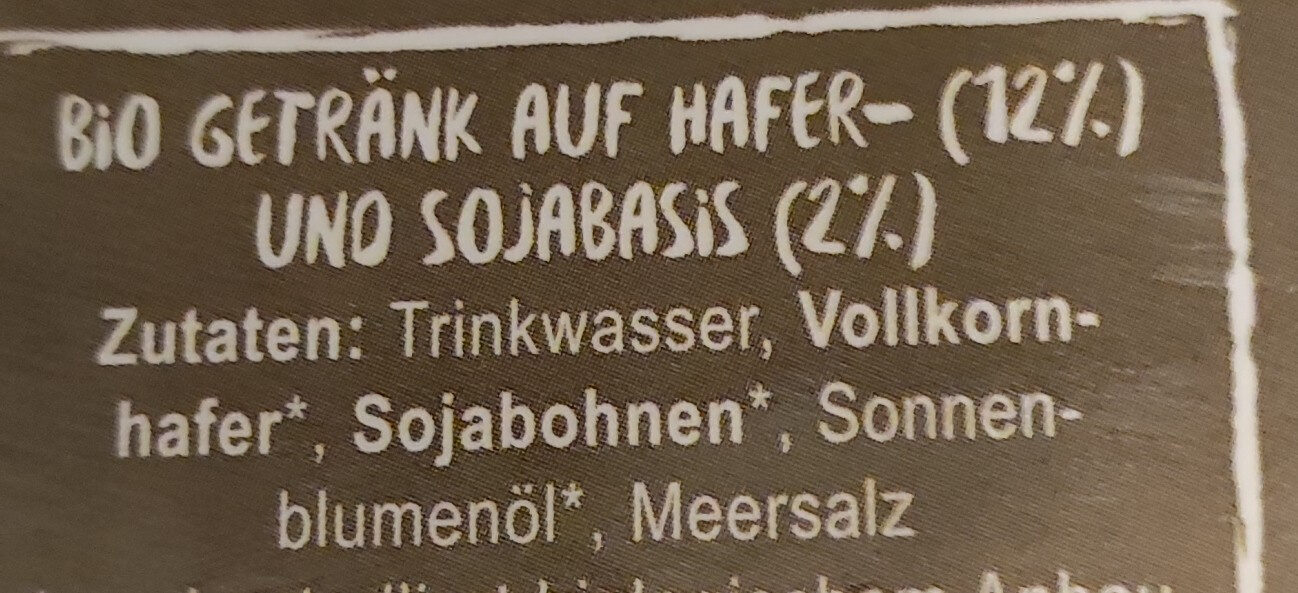 BiO GETRÄNK AUF HAFER- (12%)
UND SOJABASiS (2%)
Zutaten: Trinkwasser, Vollkorn-
hafer*, Sojabohnen*, Sonnen-
blumenöl*, Meersalz